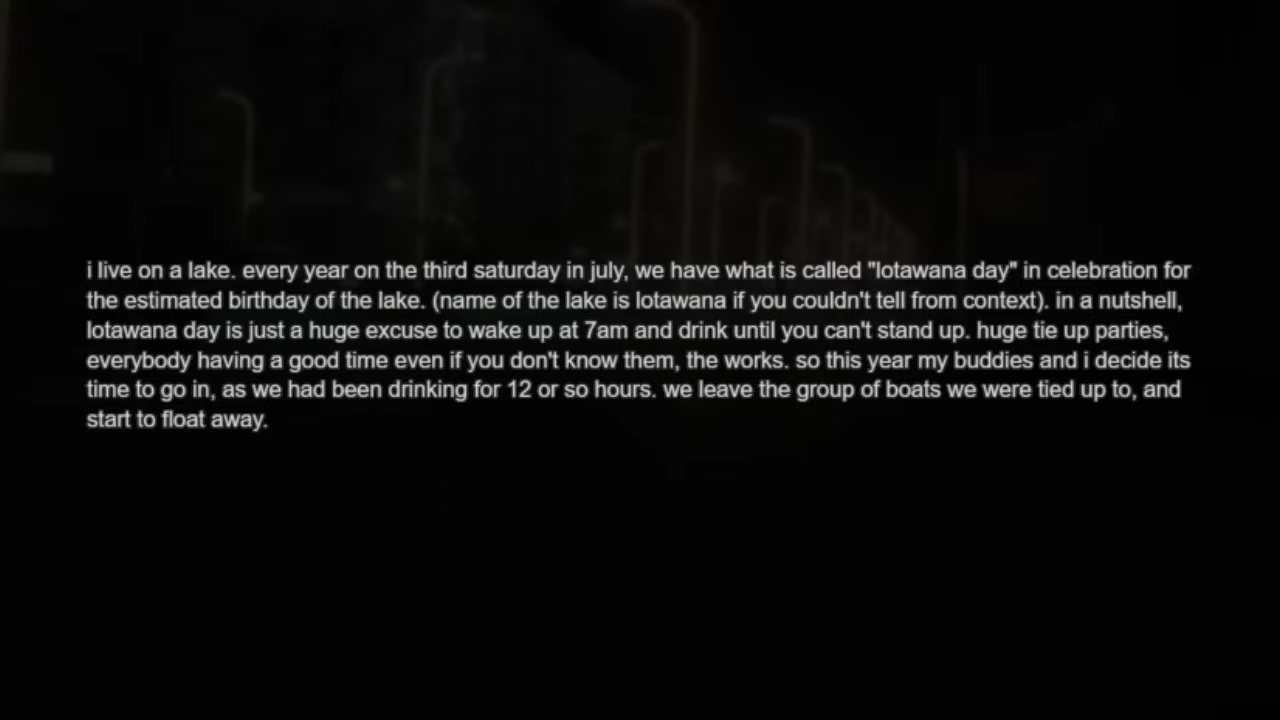 i live on a lake. every year on the third saturday in july, we have what is called "lotawana day" in celebration for
the estimated birthday of the lake. (name of the lake is lotawana if you couldn't tell from context). in a nutshell,
lotawana day is just a huge excuse to wake up at 7am and drink until you can't stand up. huge tie up parties,
everybody having a good time even if you don't know them, the works. so this year my buddies and i decide its
time to go in, as we had been drinking for 12 or so hours. we leave the group of boats we were tied up to, and
start to float away.